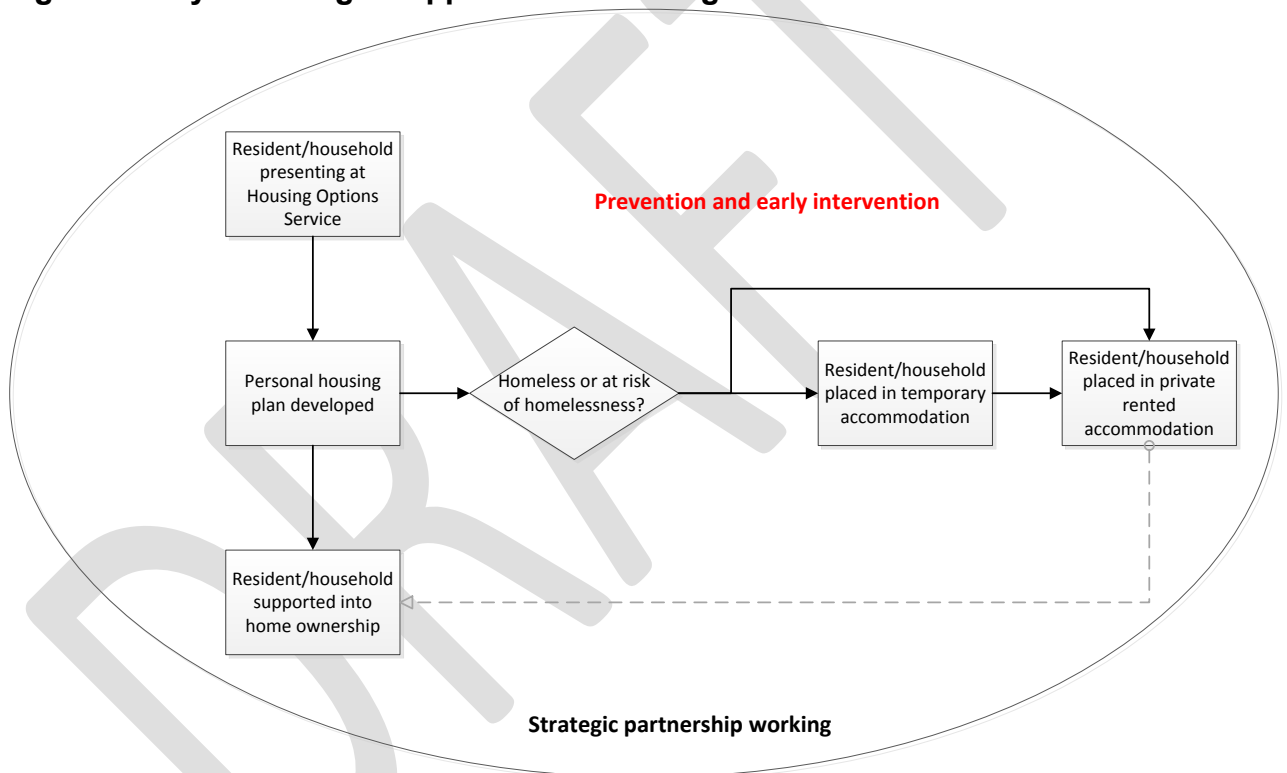 Resident/household
presenting at
Housing Options
Service
Prevention and early intervention
Personal housing
plan developed
Homeless or at risk
of homelessness?
Resident/household
placed in temporary
accommodation
Resident/household
placed in private
rented
accommodation
Resident/household
supported into
home ownership
Strategic partnership working
DRAFT